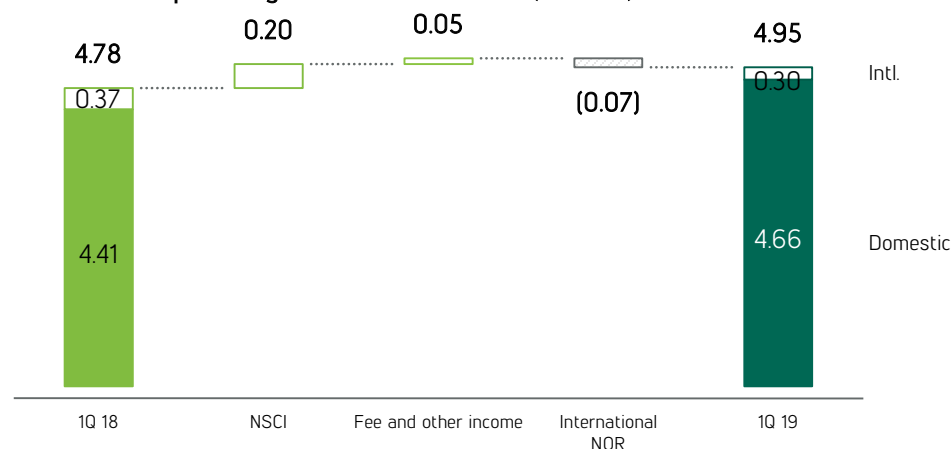 4.78
0.20
0.05
4.95
Intl.
0.37
(0.07)
0.30
4.41
4.66
Domestic
1Q 18
NSCI
Fee and other income
International
NOR
1Q 19